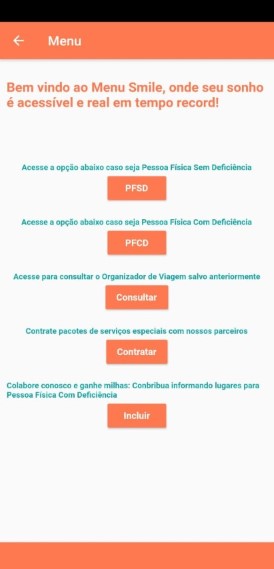 Menu
Bem vindo ao Menu Smile, onde seu sonho
é acessível e real em tempo record!
Acesse a opção abaixo caso seja Pessoa Física Sem Deficiência
PFSD
Acesse a opção abaixo caso seja Pessoa Física Com Deficiência
PFCD
Acesse para consultar o Organizador de Viagem salvo anteriormente
Consultar
Contrate pacotes de serviços especiais com nossos parceiros
Contratar
Colabore conosco e ganhe milhas: Conbribua informando lugares para
Pessoa Física Com Deficiência
Incluir